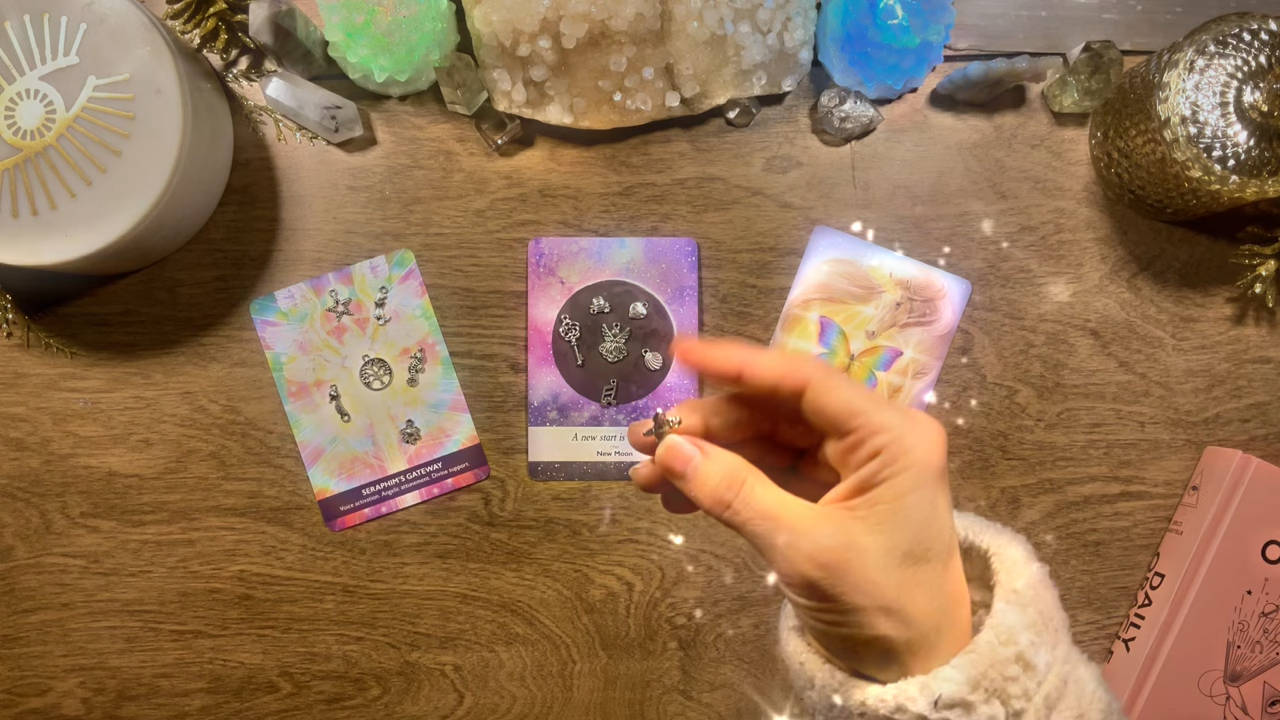 SERAPHIM'S GATEWAY
Voice activation. Angelic attunement. Divine support.
A new start is
New Moon
DAILY
O